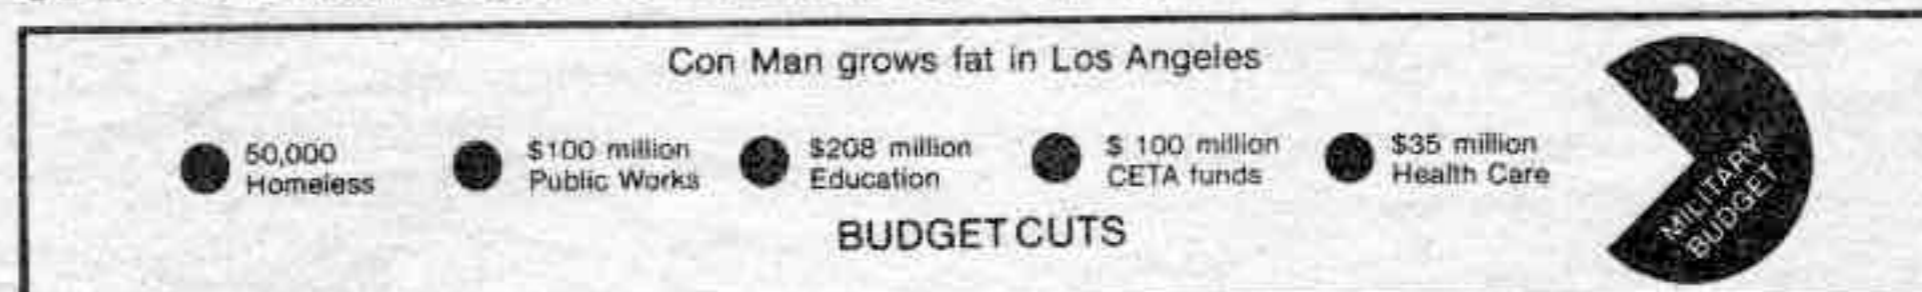 Con Man grows fat in Los Angeles
50,000
Homeless
$100 million
Public Works
$208 million
Education
$ 100 million
CETA funds
$35 million
Health Care
MILITARY
BUDGET
BUDGET CUTS